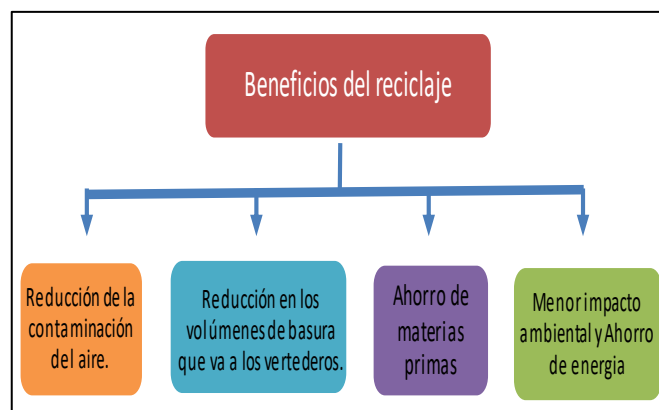 Beneficios del reciclaje
Reducción de la
contaminación
del aire.
Reducción en los
volúmenes de basura
que va a los vertederos.
Ahorro de
materias
primas
Menor impacto
ambiental y Ahorro
de energia